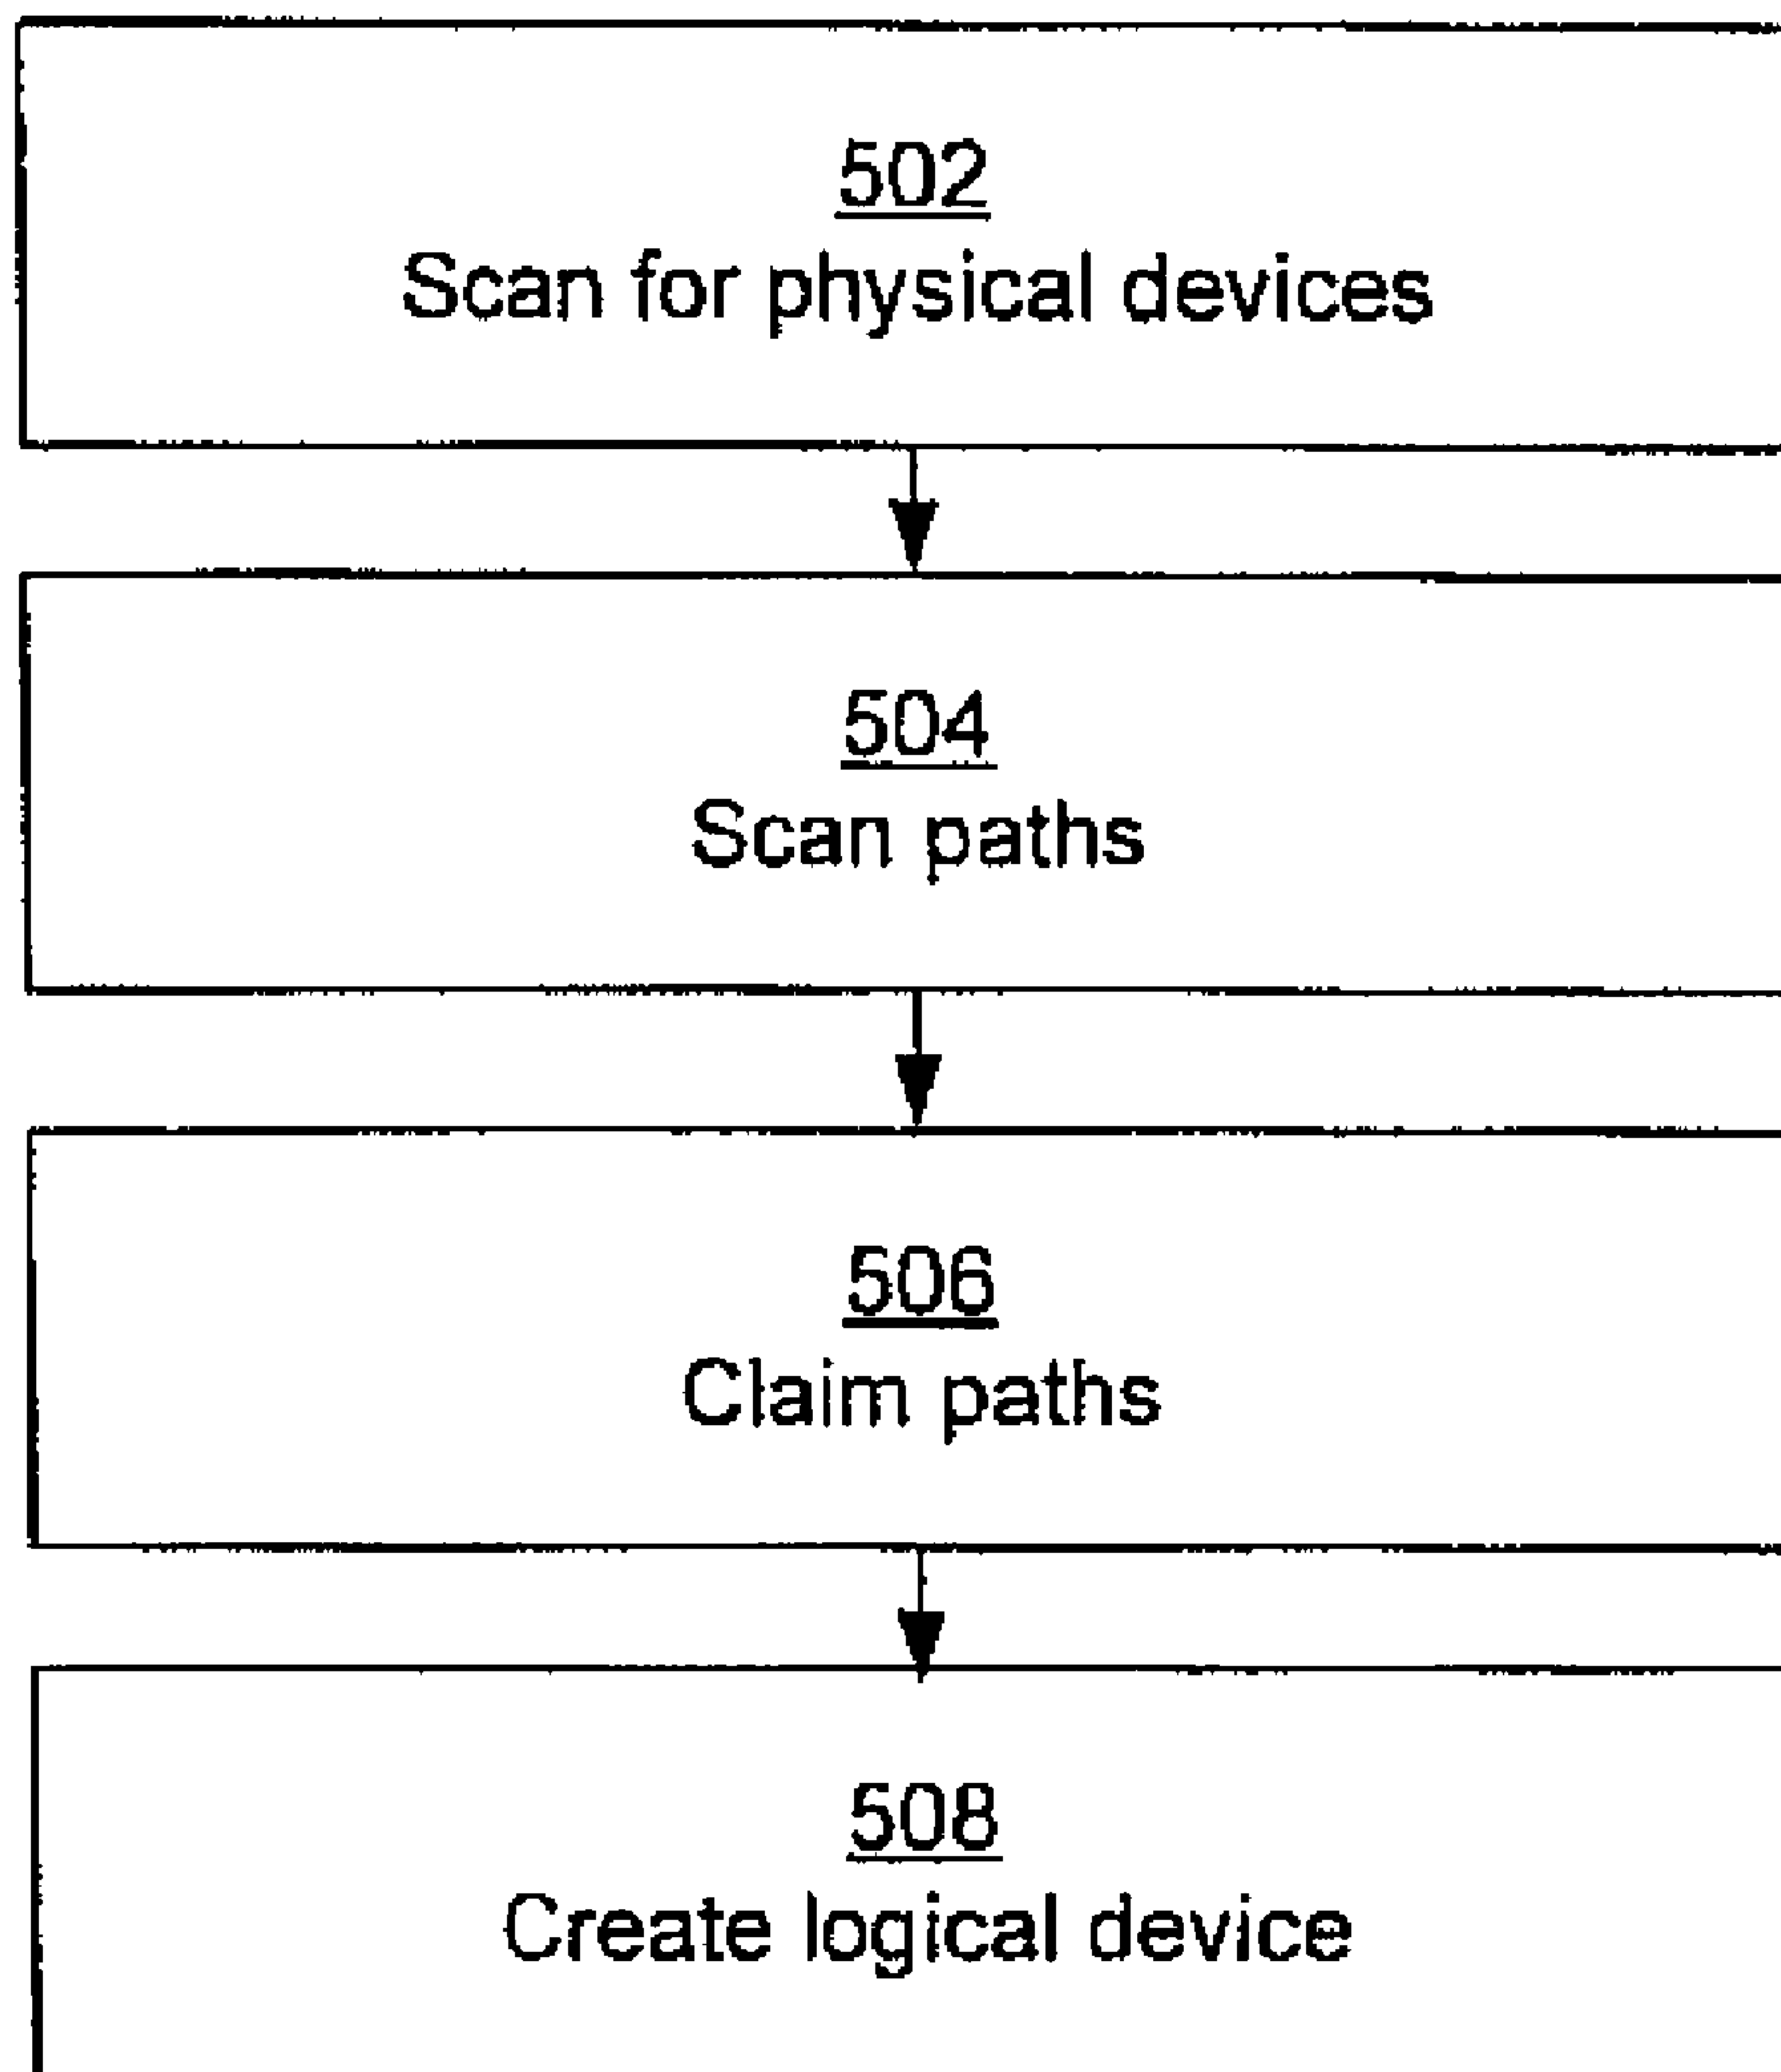 502
Scan for physical devices
504
Scan paths
506
Claim paths
508
Create logical device